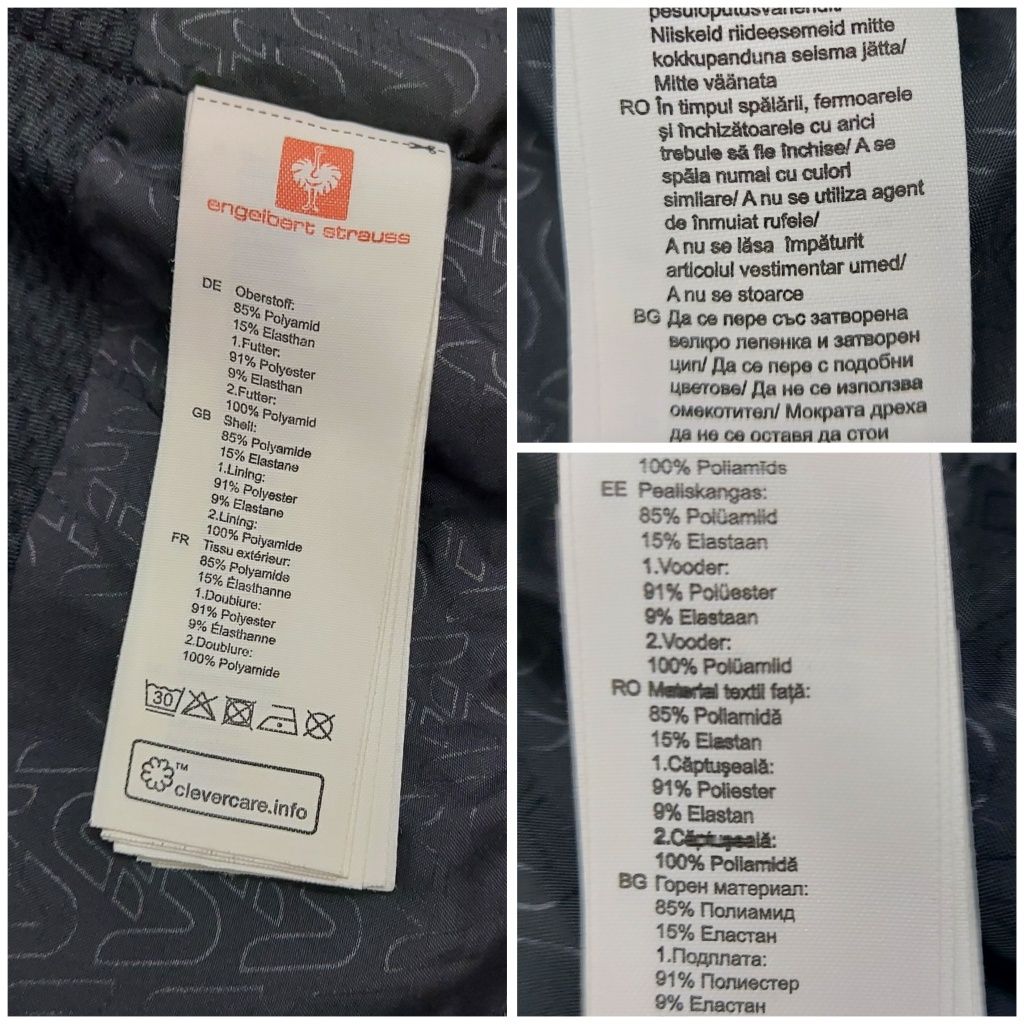 engelbert strauss
DE Oberstoff:
85% Polyamid
15% Elasthan
1.Futter:
91% Polyester
9% Elasthan
2.Futter:
100% Polyamid
GB Shell:
85% Polyamide
15% Elastane
1.Lining:
91% Polyester
9% Elastane
2.Lining:
100% Polyamide
FR Tissu extérieur:
85% Polyamide
15% Élasthanne
1.Doublure:
91% Polyester
9% Élasthanne
2.Doublure:
100% Polyamide
30
™
clevercare.info
Niiskeid riideesemeid mitte
kokkupanduna seisma jätta/
Mitte väänata
RO În timpul spălării, fermoarele
şi închizătoarele cu arici
trebuie să fie închise/ A se
spăla numai cu culori
similare/ A nu se utiliza agent
de înmuiat rufele/
A nu se lăsa împăturit
articolul vestimentar umed/
A nu se stoarce
BG Да се пере със затворена
велкро лепенка и затворен
цип/ Да се пере с подобни
цветове/ Да не се използва
омекотител/ Мократа дреха
да не се оставя да стои
100% Poliamīds
EE Pealiskangas:
85% Polüamiid
15% Elastaan
1.Vooder:
91% Polüester
9% Elastaan
2.Vooder:
100% Polüamiid
RO Material textil faţă:
85% Poliamidă
15% Elastan
1.Căptuşeală:
91% Poliester
9% Elastan
2.Căptuşeală:
100% Poliamidă
BG Горен материал:
85% Полиамид
15% Еластан
1.Подплата:
91% Полиестер
9% Еластан